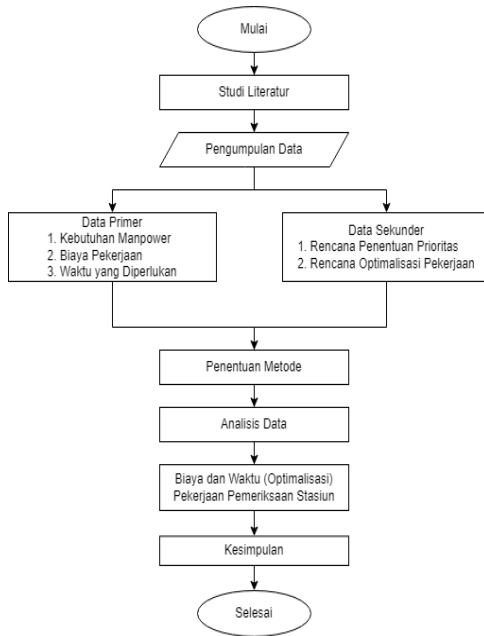 Mulai
Studi Literatur
Pengumpulan Data
Data Primer
1. Kebutuhan Manpower
2. Biaya Pekerjaan
3. Waktu yang Diperlukan
Data Sekunder
1. Rencana Penentuan Prioritas
2. Rencana Optimalisasi Pekerjaan
Penentuan Metode
Analisis Data
Biaya dan Waktu (Optimalisasi)
Pekerjaan Pemeriksaan Stasiun
Kesimpulan
Selesai